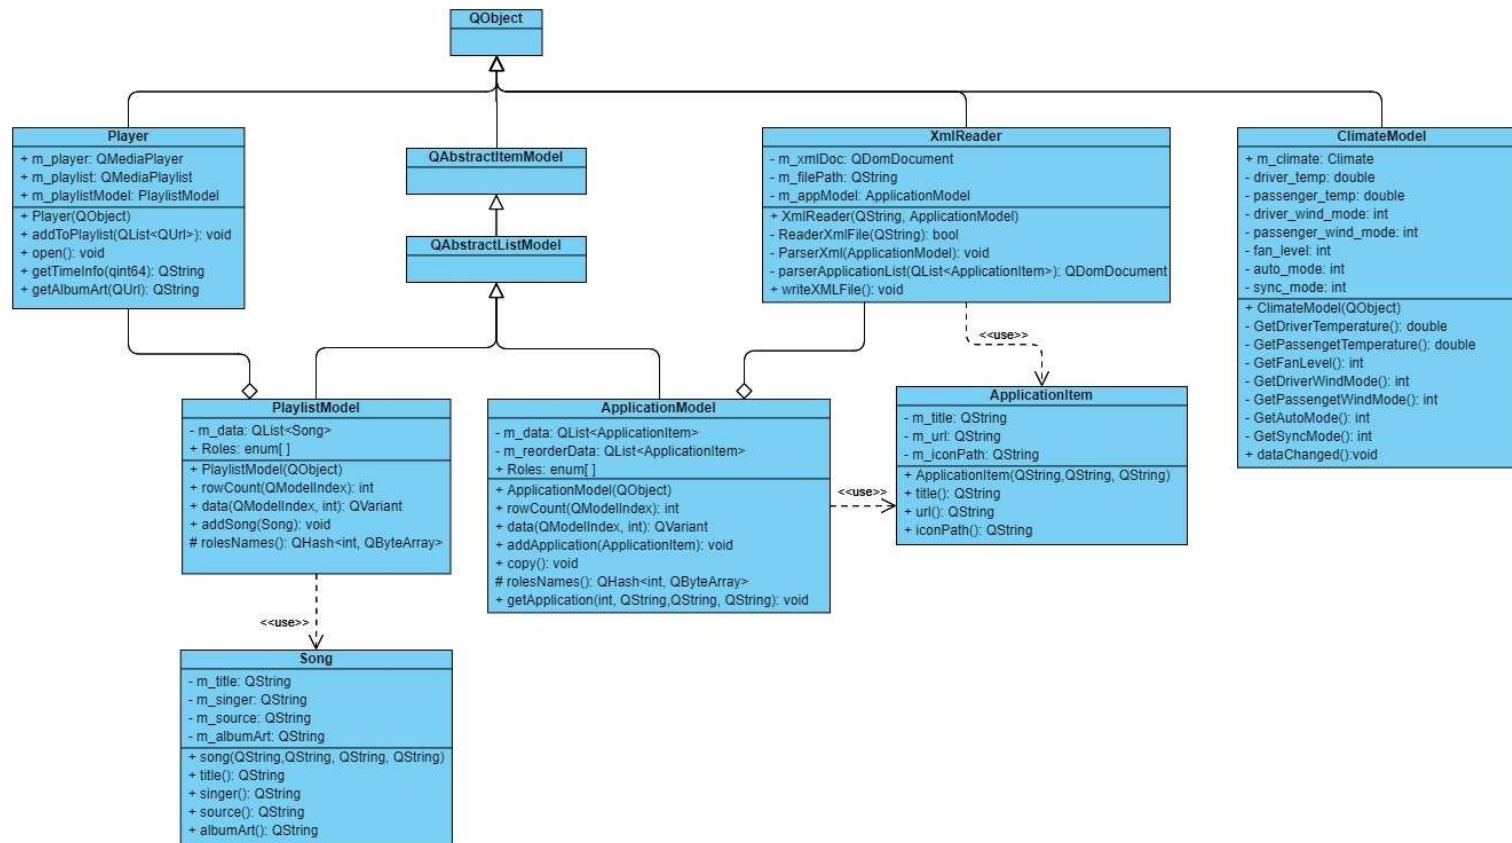 QObject
Player
+ m_player: QMediaPlayer
+ m_playlist: QMediaPlaylist
+ m_playlistModel: PlaylistModel
+ Player(QObject)
+ addToPlaylist(QList<QUrl>): void
+ open(): void
+ getTimeInfo(qint64): QString
+ getAlbumArt(QUrl): QString
QAbstractItemModel
QAbstractListModel
XmlReader
- m_xmlDoc: QDomDocument
- m_filePath: QString
- m_appModel: ApplicationModel
+ XmlReader(QString, ApplicationModel)
- ReaderXmlFile(QString): bool
- ParserXml(ApplicationModel): void
- parserApplicationList(QList<ApplicationItem>): QDomDocument
+ writeXMLFile(): void
ClimateModel
+ m_climate: Climate
- driver_temp: double
- passenger_temp: double
- driver_wind_mode: int
- passenger_wind_mode: int
- fan_level: int
- auto_mode: int
- sync_mode: int
+ ClimateModel(QObject)
- GetDriverTemperature(): double
- GetPassengetTemperature(): double
- GetFanLevel(): int
- GetDriverWindMode(): int
- GetPassengetWindMode(): int
- GetAutoMode(): int
- GetSyncMode(): int
+ dataChanged():void
<<use>>
PlaylistModel
- m_data: QList<Song>
+ Roles: enum[ ]
+ PlaylistModel(QObject)
+ rowCount(QModelIndex): int
+ data(QModelIndex, int): QVariant
+ addSong(Song): void
# rolesNames(): QHash<int, QByteArray>
ApplicationModel
- m_data: QList<ApplicationItem>
- m_reorderData: QList<ApplicationItem>
+ Roles: enum[ ]
+ ApplicationModel(QObject)
+ rowCount(QModelIndex): int
+ data(QModelIndex, int): QVariant
+ addApplication(ApplicationItem): void
+ copy(): void
# rolesNames(): QHash<int, QByteArray>
+ getApplication(int, QString,QString, QString): void
<<use>>
ApplicationItem
- m_title: QString
- m_url: QString
- m_iconPath: QString
+ ApplicationItem(QString,QString, QString)
+ title(): QString
+ url(): QString
+ iconPath(): QString
<<use>>
Song
- m_title: QString
- m_singer: QString
- m_source: QString
- m_albumArt: QString
+ song(QString,QString, QString, QString)
+ title(): QString
+ singer(): QString
+ source(): QString
+ albumArt(): QString